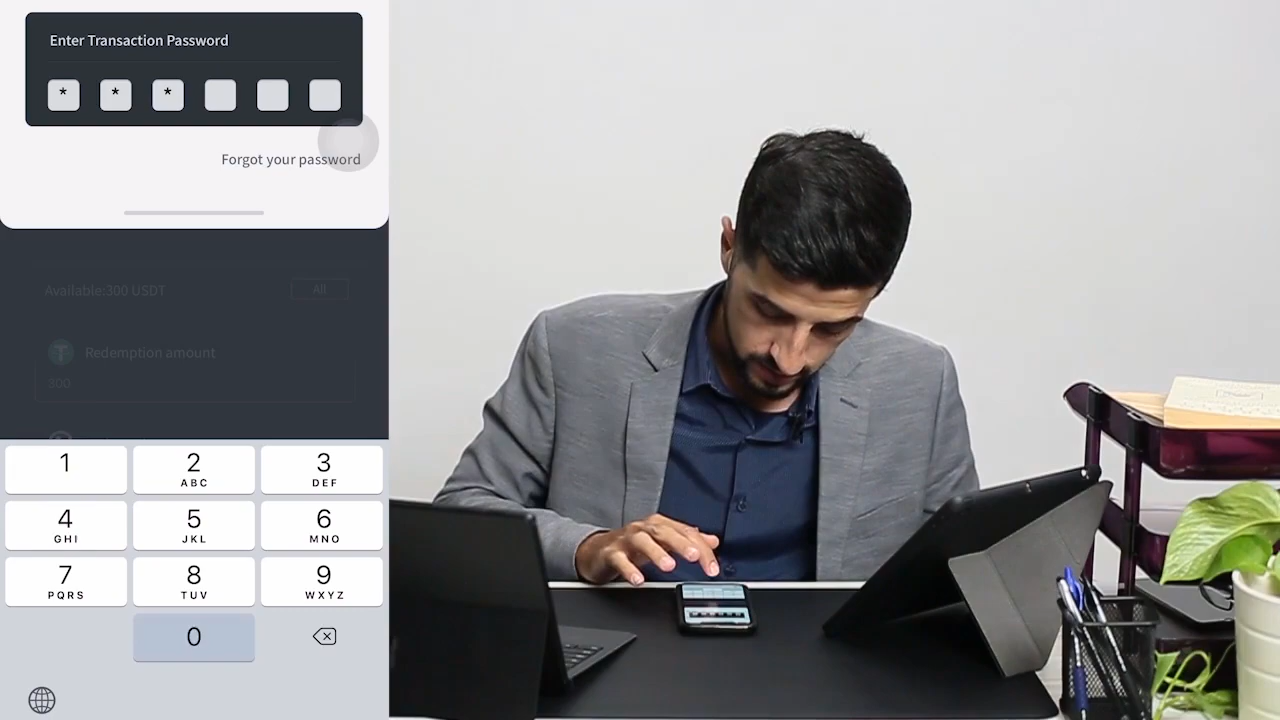 Enter Transaction Password
* * *
Forgot your password
Available:300 USDT
All
Redemption amount
800
1
2
ABC
3
DEF
4
GHI
5
JKL
6
MNO
7
PQRS
8
TUV
9
WXYZ
0